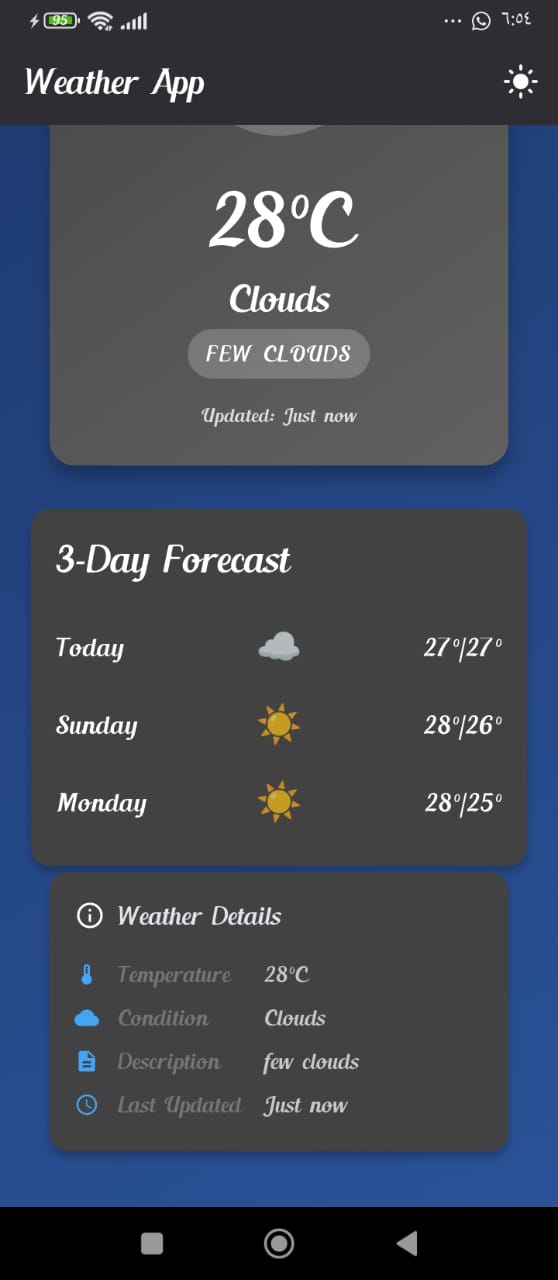 95 ٦:٥٤
Weather App
28°C
Clouds
FEW CLOUDS
Updated: Just now
3-Day Forecast
Today 27°/27°
Sunday 28°/26°
Monday 28°/25°
Weather Details
Temperature 28°C
Condition Clouds
Description few clouds
Last Updated Just now